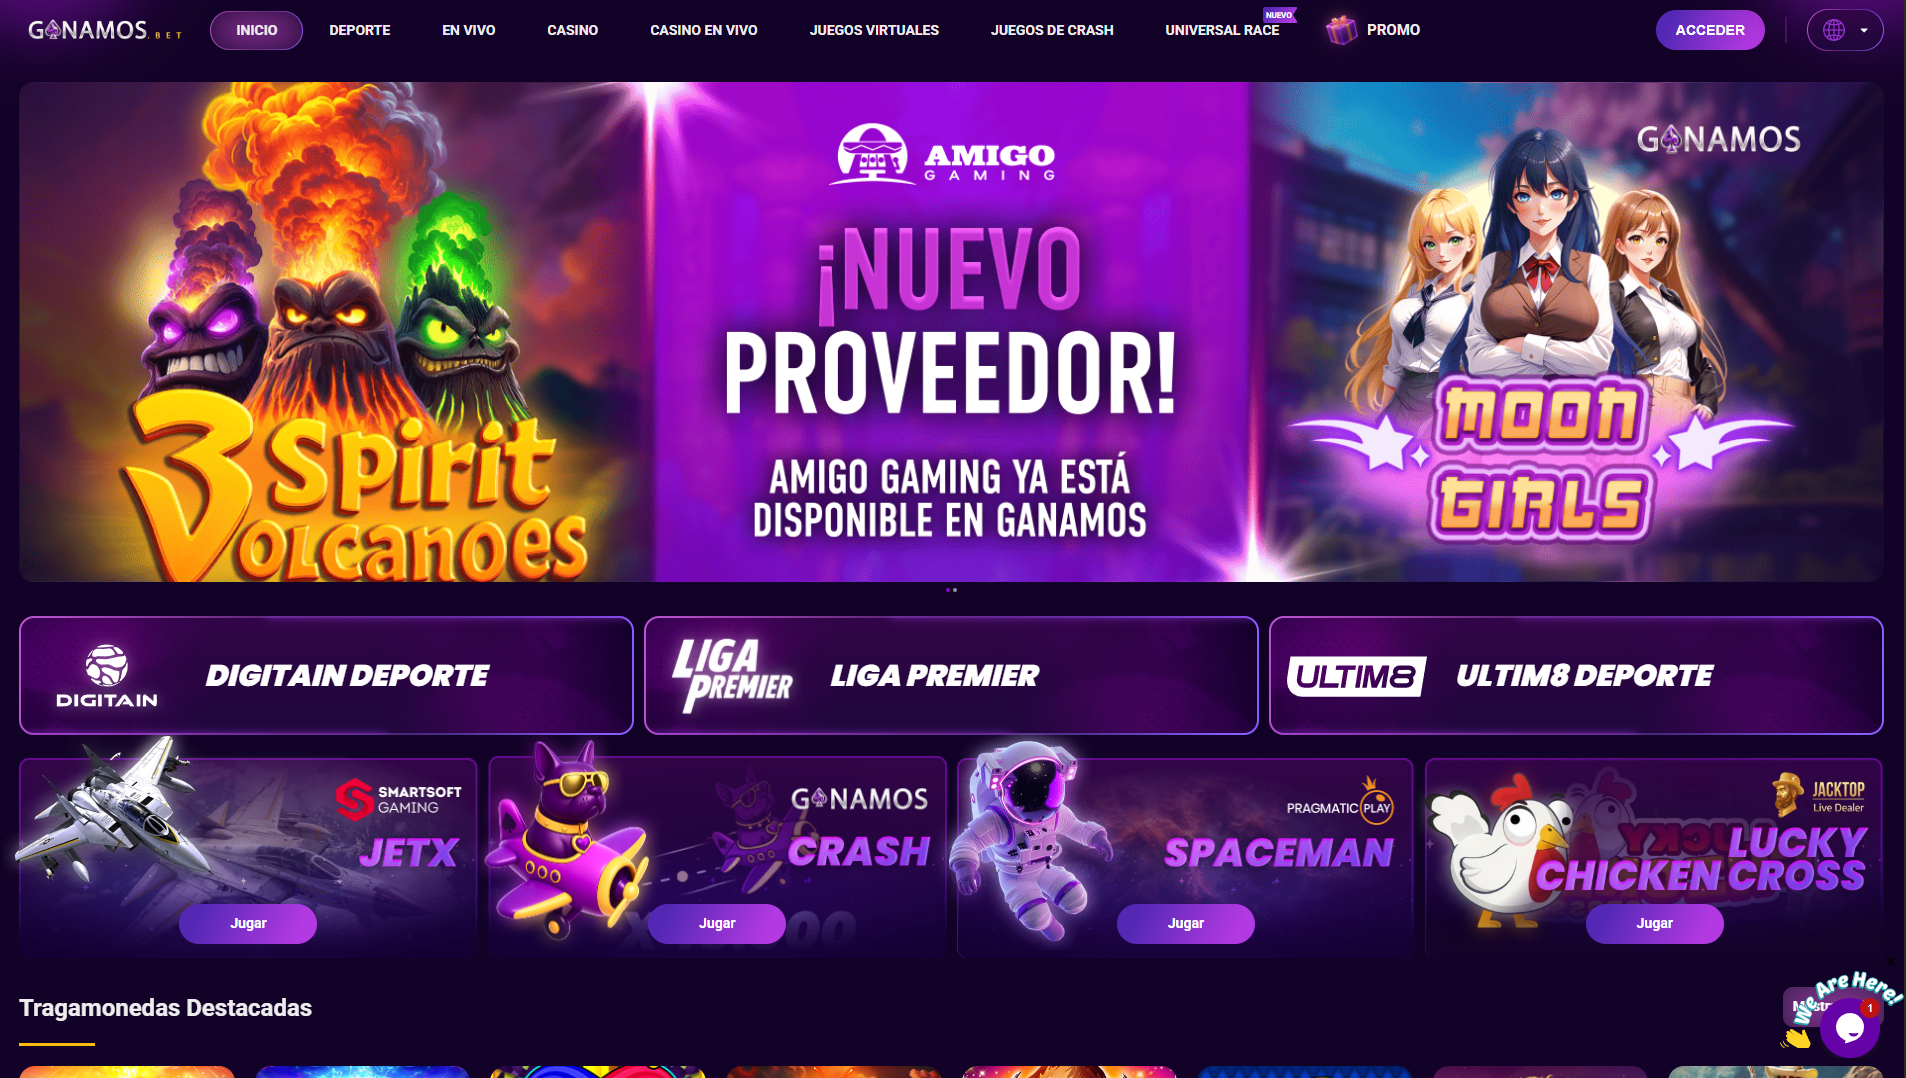 GANAMOS.BET
INICIO
DEPORTE
EN VIVO
CASINO
CASINO EN VIVO
JUEGOS VIRTUALES
JUEGOS DE CRASH
UNIVERSAL RACE
NUEVO
PROMO
ACCEDER
3 Spirit
Volcanoes
AMIGO
GAMING
¡NUEVO
PROVEEDOR!
AMIGO GAMING YA ESTÁ
DISPONIBLE EN GANAMOS
GANAMOS
MOON
GIRLS
DIGITAIN
DIGITAIN DEPORTE
LIGA
PREMIER
LIGA PREMIER
ULTIM8
ULTIM8 DEPORTE
SMARTSOFT
GAMING
JETX
Jugar
GANAMOS
CRASH
Jugar
PRAGMATIC PLAY
SPACEMAN
Jugar
JACKTOP
Live Dealer
LUCKY
CHICKEN CROSS
Jugar
Tragamonedas Destacadas
We Are Here!
1